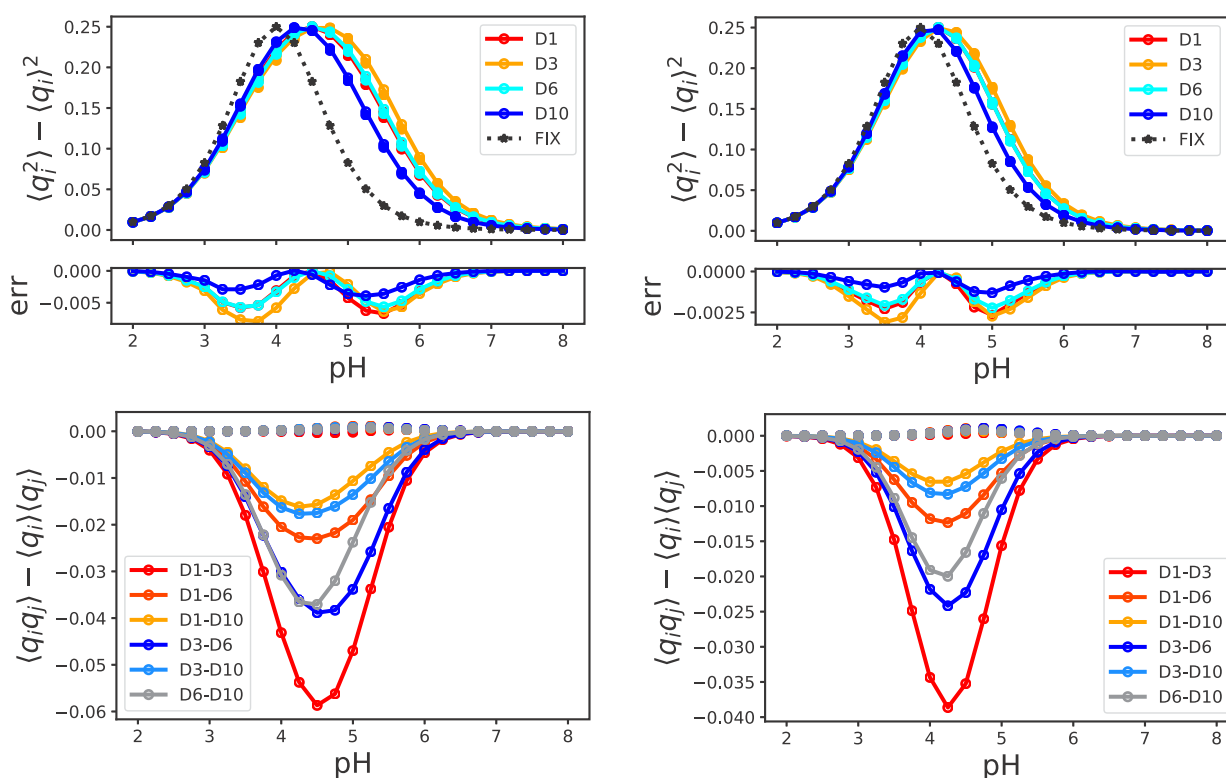 ⟨q_i^2⟩ − ⟨q_i⟩^2
0.25
0.20
0.15
0.10
0.05
0.00
D1
D3
D6
D10
FIX
err
0.000
−0.005
2 3 4 5 6 7 8
pH
⟨q_i^2⟩ − ⟨q_i⟩^2
0.25
0.20
0.15
0.10
0.05
0.00
D1
D3
D6
D10
FIX
err
0.0000
−0.0025
2 3 4 5 6 7 8
pH
⟨q_i q_j⟩ − ⟨q_i⟩⟨q_j⟩
0.00
−0.01
−0.02
−0.03
−0.04
−0.05
−0.06
D1-D3
D1-D6
D1-D10
D3-D6
D3-D10
D6-D10
2 3 4 5 6 7 8
pH
⟨q_i q_j⟩ − ⟨q_i⟩⟨q_j⟩
0.000
−0.005
−0.010
−0.015
−0.020
−0.025
−0.030
−0.035
−0.040
D1-D3
D1-D6
D1-D10
D3-D6
D3-D10
D6-D10
2 3 4 5 6 7 8
pH